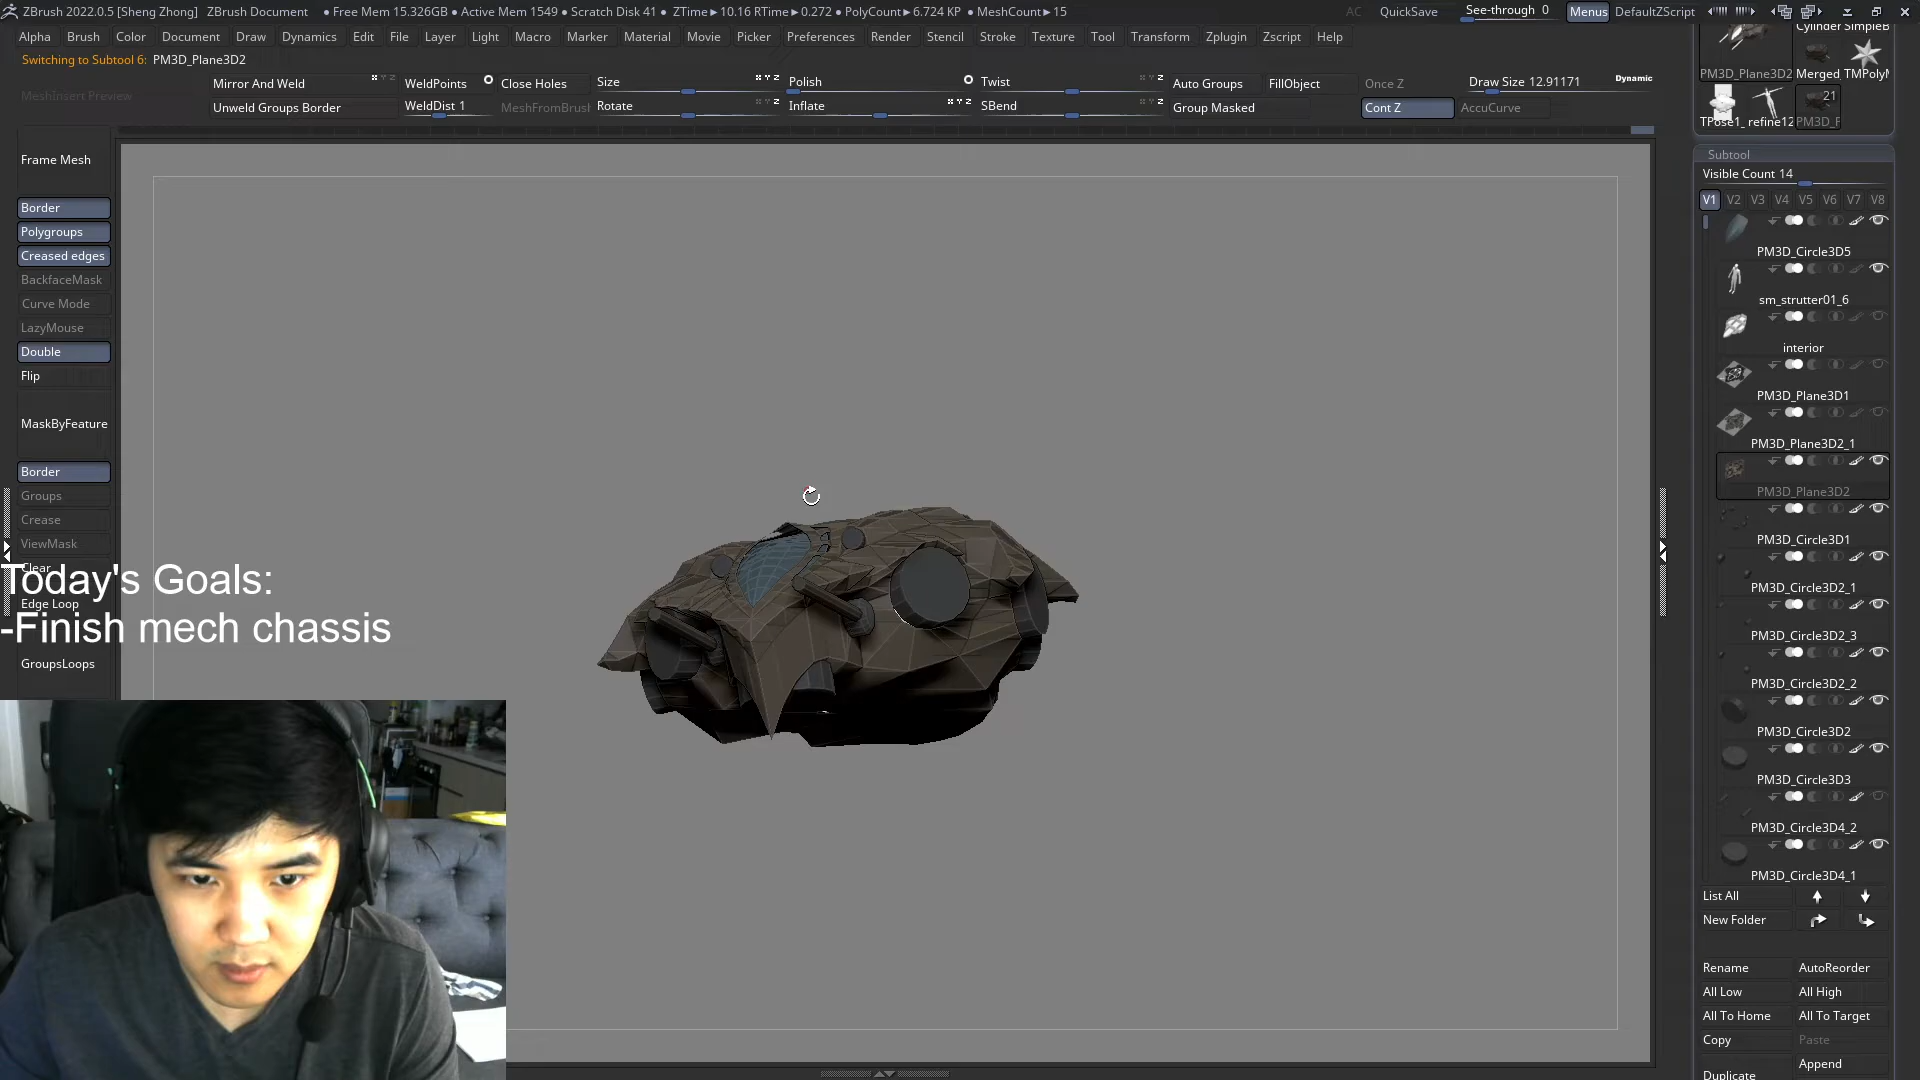 ZBrush 2022.0.5 [Sheng Zhong] ZBrush Document ● Free Mem 15.326GB ● Active Mem 1549 ● Scratch Disk 41 ● ZTime►10.16 RTime►0.272 ● PolyCount►6.724 KP ● MeshCount►15 AC QuickSave See-through 0 Menus DefaultZScript
Alpha Brush Color Document Draw Dynamics Edit File Layer Light Macro Marker Material Movie Picker Preferences Render Stencil Stroke Texture Tool Transform Zplugin Zscript Help
Switching to Subtool 6: PM3D_Plane3D2
MeshInsert Preview
Mirror And Weld
WeldPoints
Close Holes
Size
Polish
Twist
Auto Groups
FillObject
Once Z
Draw Size 12.91171
Dynamic
Unweld Groups Border
WeldDist 1
MeshFromBrush
Rotate
Inflate
SBend
Group Masked
Cont Z
AccuCurve
Frame Mesh
Border
Polygroups
Creased edges
BackfaceMask
Curve Mode
LazyMouse
Double
Flip
MaskByFeature
Border
Groups
Crease
ViewMask
Clear
Edge Loop
GroupsLoops
Today's Goals:
-Finish mech chassis
Cylinder SimpleB
PM3D_Plane3D2 Merged TMPolyM
21
TPose1_ refine12 PM3D_F
Subtool
Visible Count 14
V1 V2 V3 V4 V5 V6 V7 V8
PM3D_Circle3D5
sm_strutter01_6
interior
PM3D_Plane3D1
PM3D_Plane3D2_1
PM3D_Plane3D2
PM3D_Circle3D1
PM3D_Circle3D2_1
PM3D_Circle3D2_3
PM3D_Circle3D2_2
PM3D_Circle3D2
PM3D_Circle3D3
PM3D_Circle3D4_2
PM3D_Circle3D4_1
List All
New Folder
Rename AutoReorder
All Low All High
All To Home All To Target
Copy Paste
Append
Duplicate